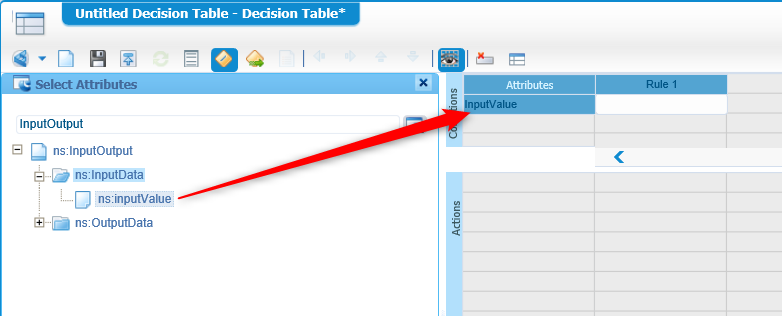 Untitled Decision Table - Decision Table*
Select Attributes
InputOutput
ns:InputOutput
ns:InputData
ns:inputValue
ns:OutputData
Attributes
Rule 1
InputValue
Actions